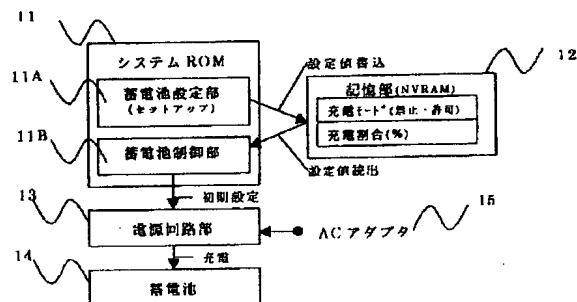 11
システムROM
11A
蓄電池設定部
(セットアップ)
11B
蓄電池制御部
設定値書込
12
記憶部(NVRAM)
充電モード(禁止・許可)
充電割合(%)
設定値読出
初期設定
13
電源回路部
15
ACアダプタ
充電
14
蓄電池